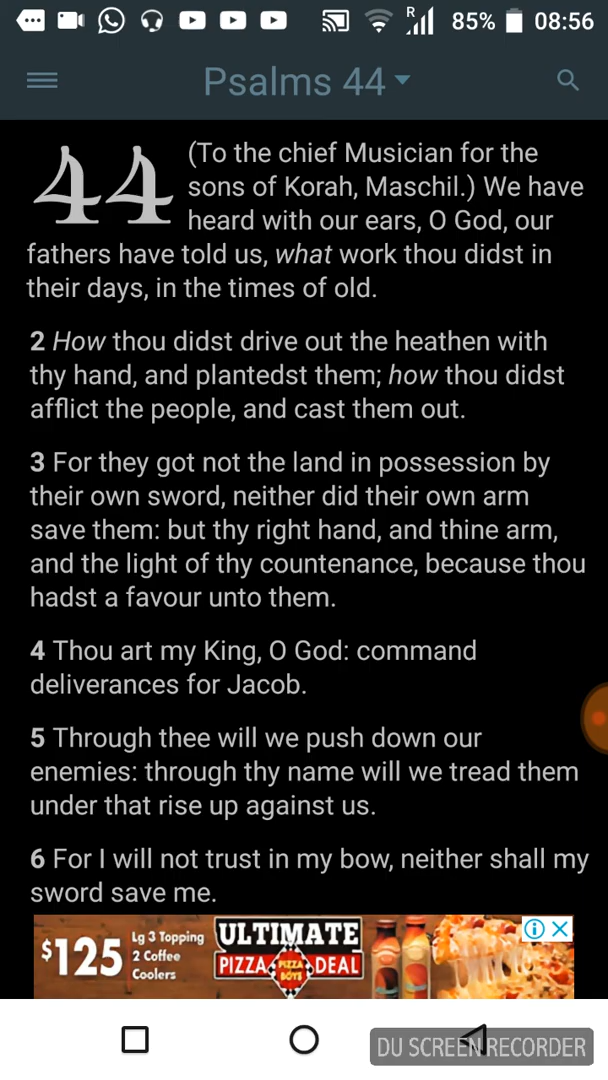 R 85% 08:56
Psalms 44
44 (To the chief Musician for the
sons of Korah, Maschil.) We have
heard with our ears, O God, our
fathers have told us, what work thou didst in
their days, in the times of old.
2 How thou didst drive out the heathen with
thy hand, and plantedst them; how thou didst
afflict the people, and cast them out.
3 For they got not the land in possession by
their own sword, neither did their own arm
save them: but thy right hand, and thine arm,
and the light of thy countenance, because thou
hadst a favour unto them.
4 Thou art my King, O God: command
deliverances for Jacob.
5 Through thee will we push down our
enemies: through thy name will we tread them
under that rise up against us.
6 For I will not trust in my bow, neither shall my
sword save me.
$125
Lg 3 Topping
2 Coffee
Coolers
ULTIMATE
PIZZA PIZZA BOYS DEAL
DU SCREEN RECORDER